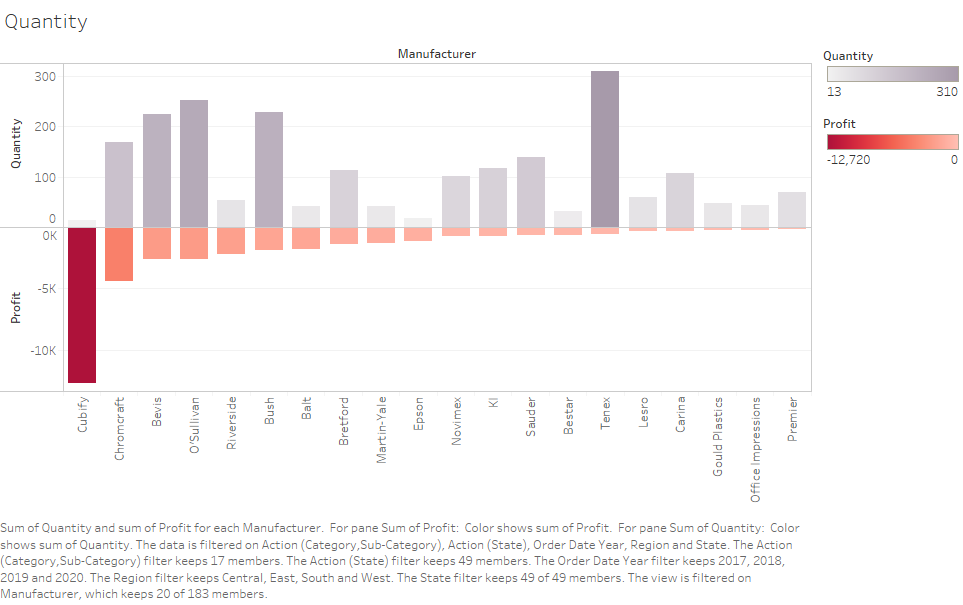 Quantity
Manufacturer
Quantity
300
200
100
0
Profit
0K
-5K
-10K
Cubify
Chromcraft
Bevis
O'Sullivan
Riverside
Bush
Balt
Bretford
Martin-Yale
Epson
Novimex
KI
Sauder
Bestar
Tenex
Lesro
Carina
Gould Plastics
Office Impressions
Premier
Quantity
13 310
Profit
-12,720 0
Sum of Quantity and sum of Profit for each Manufacturer.  For pane Sum of Profit:  Color shows sum of Profit.  For pane Sum of Quantity:  Color
shows sum of Quantity. The data is filtered on Action (Category,Sub-Category), Action (State), Order Date Year, Region and State. The Action
(Category,Sub-Category) filter keeps 17 members. The Action (State) filter keeps 49 members. The Order Date Year filter keeps 2017, 2018,
2019 and 2020. The Region filter keeps Central, East, South and West. The State filter keeps 49 of 49 members. The view is filtered on
Manufacturer, which keeps 20 of 183 members.